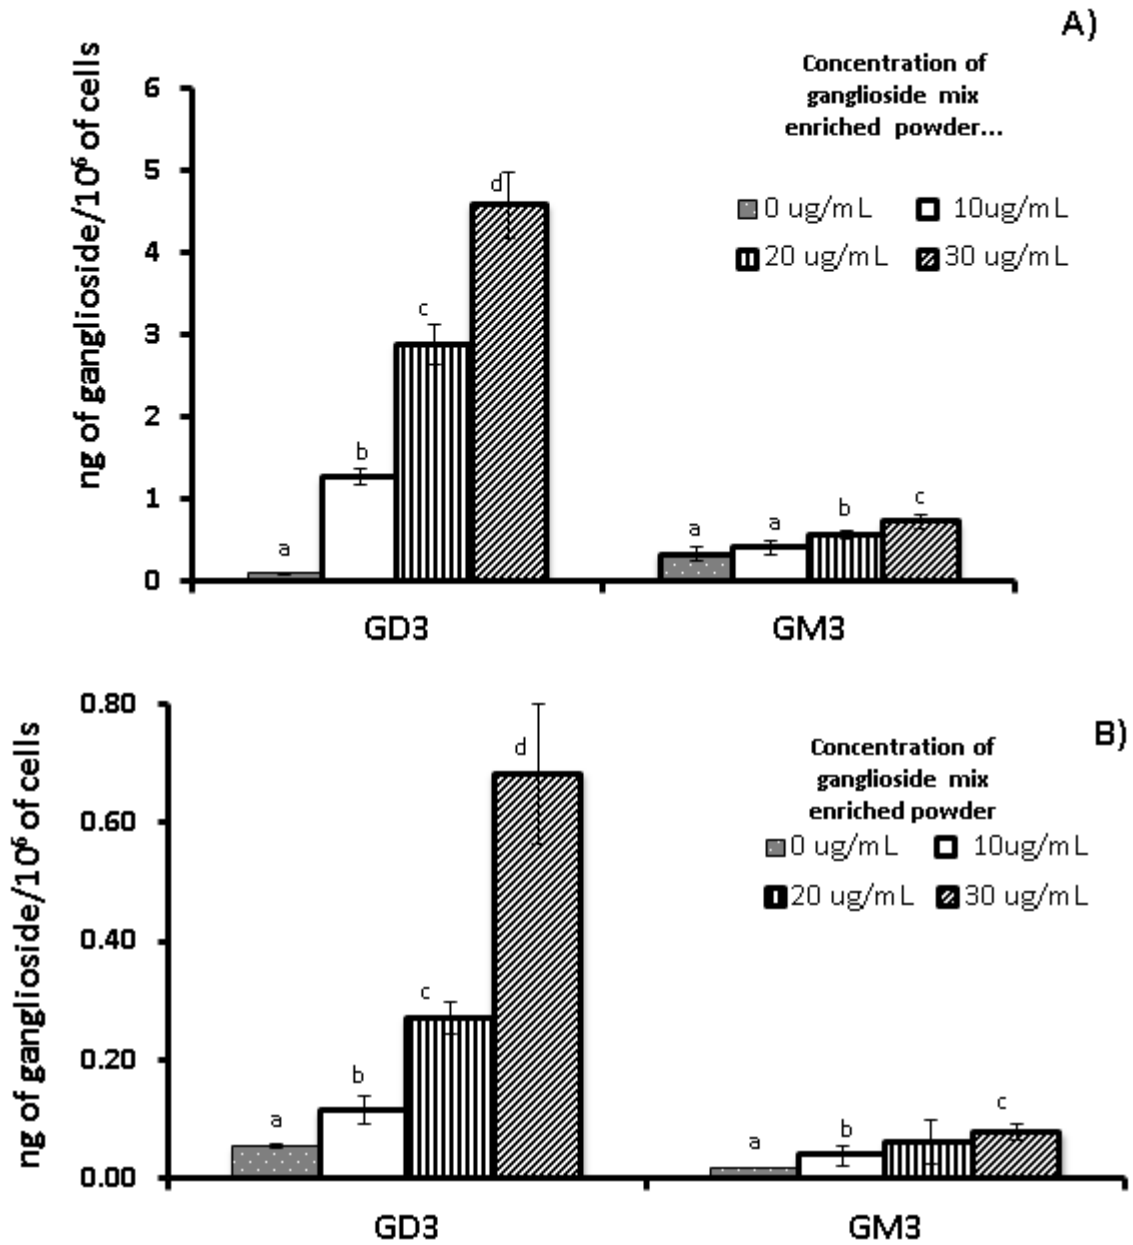 A)
Concentration of
ganglioside mix
enriched powder...
0 ug/mL 10ug/mL
20 ug/mL 30 ug/mL
ng of ganglioside/10⁶ of cells
6
5
4
3
2
1
0
a b c d
a a b c
GD3 GM3
B)
Concentration of
ganglioside mix
enriched powder
0 ug/mL 10ug/mL
20 ug/mL 30 ug/mL
ng of ganglioside/10⁶ of cells
0.80
0.60
0.40
0.20
0.00
a b c d
a b c
GD3 GM3